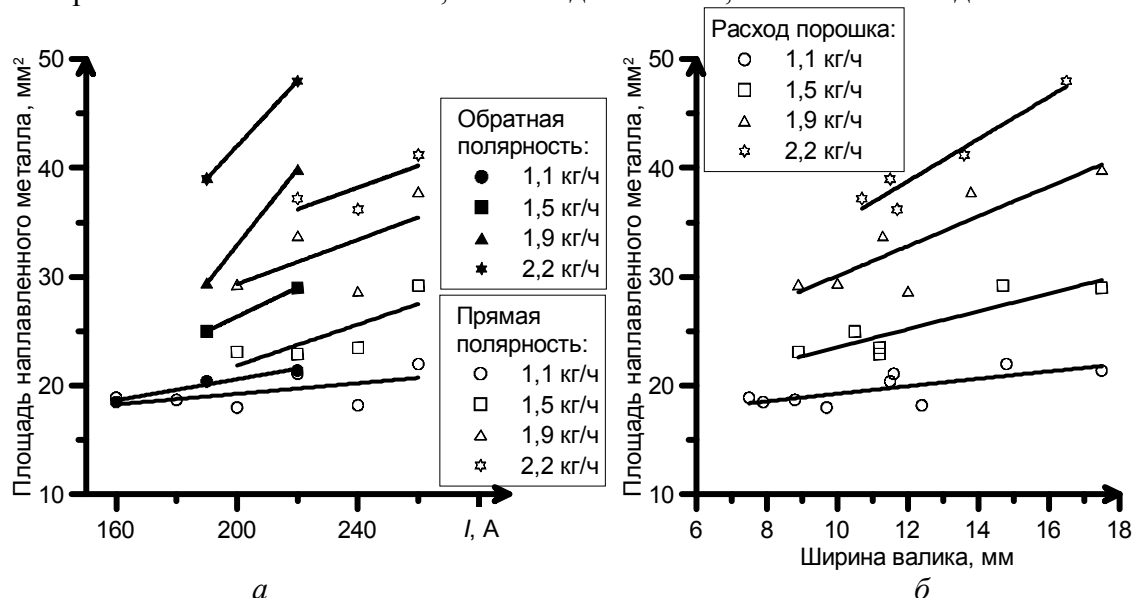 Площадь наплавленного металла, мм²
50
40
30
20
10
160
200
240
I, А
Обратная
полярность:
1,1 кг/ч
1,5 кг/ч
1,9 кг/ч
2,2 кг/ч
Прямая
полярность:
1,1 кг/ч
1,5 кг/ч
1,9 кг/ч
2,2 кг/ч
а
Площадь наплавленного металла, мм²
50
40
30
20
10
6
8
10
12
14
16
18
Ширина валика, мм
Расход порошка:
1,1 кг/ч
1,5 кг/ч
1,9 кг/ч
2,2 кг/ч
б